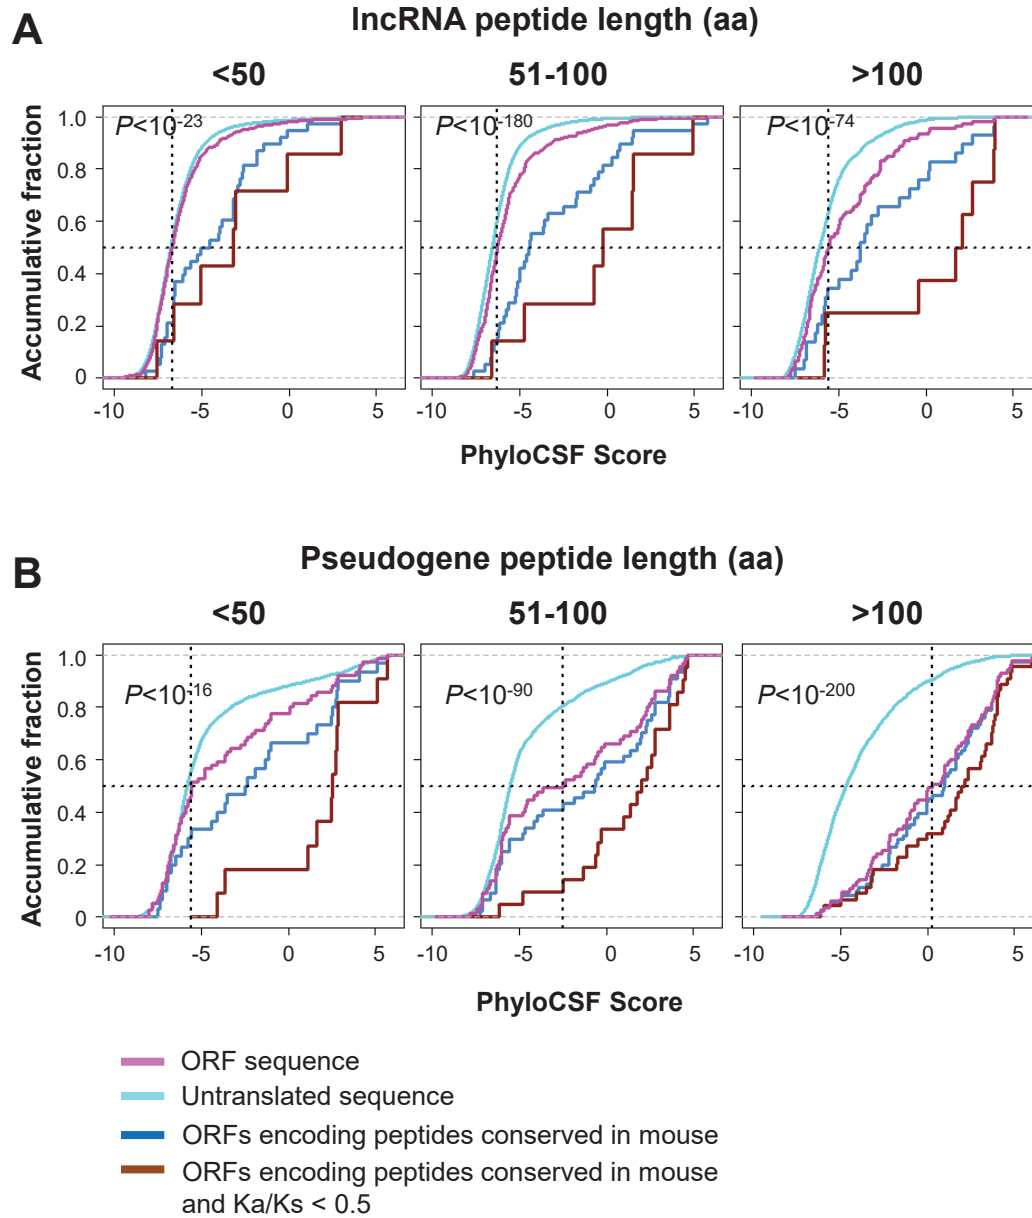 A
lncRNA peptide length (aa)
<50 51-100 >100
Accumulative fraction
1.0
0.8
0.6
0.4
0.2
0
P<10-23 P<10-180 P<10-74
-10 -5 0 5 -10 -5 0 5 -10 -5 0 5
PhyloCSF Score
B
Pseudogene peptide length (aa)
<50 51-100 >100
Accumulative fraction
1.0
0.8
0.6
0.4
0.2
0
P<10-16 P<10-90 P<10-200
-10 -5 0 5 -10 -5 0 5 -10 -5 0 5
PhyloCSF Score
ORF sequence
Untranslated sequence
ORFs encoding peptides conserved in mouse
ORFs encoding peptides conserved in mouse
and Ka/Ks < 0.5